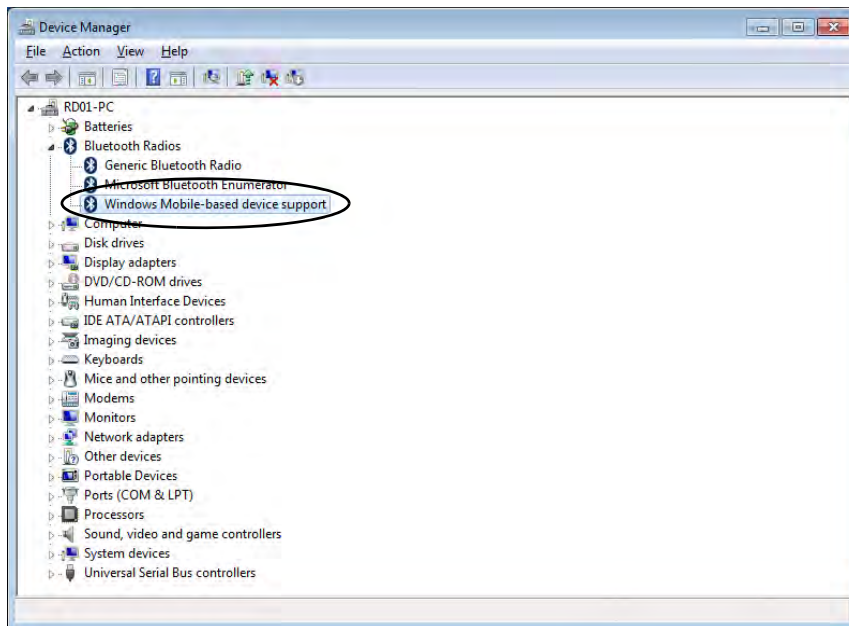 Device Manager
File Action View Help
RD01-PC
Batteries
Bluetooth Radios
Generic Bluetooth Radio
Microsoft Bluetooth Enumerator
Windows Mobile-based device support
Computer
Disk drives
Display adapters
DVD/CD-ROM drives
Human Interface Devices
IDE ATA/ATAPI controllers
Imaging devices
Keyboards
Mice and other pointing devices
Modems
Monitors
Network adapters
Other devices
Portable Devices
Ports (COM & LPT)
Processors
Sound, video and game controllers
System devices
Universal Serial Bus controllers